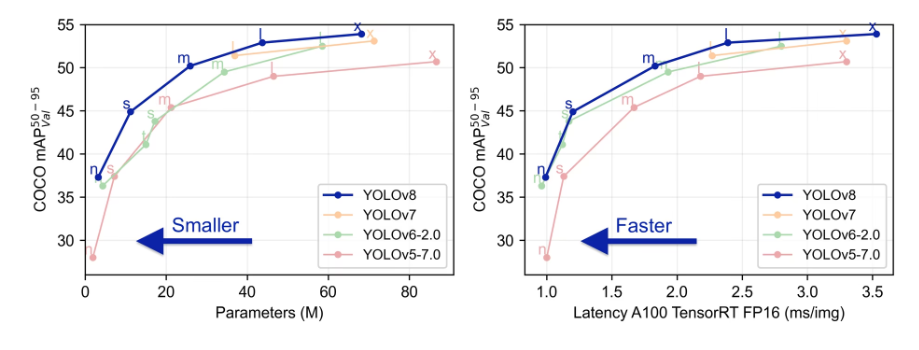 55
50
45
40
35
30
COCO mAP50−95 Val
n
s
m
l
x
l
x
n
t
s
m
l
n
s
m
l
x
Smaller
YOLOv8
YOLOv7
YOLOv6-2.0
YOLOv5-7.0
0
20
40
60
80
Parameters (M)
55
50
45
40
35
30
COCO mAP50−95 Val
n
s
m
l
x
l
x
n
t
s
m
l
n
s
m
l
x
Faster
YOLOv8
YOLOv7
YOLOv6-2.0
YOLOv5-7.0
1.0
1.5
2.0
2.5
3.0
3.5
Latency A100 TensorRT FP16 (ms/img)